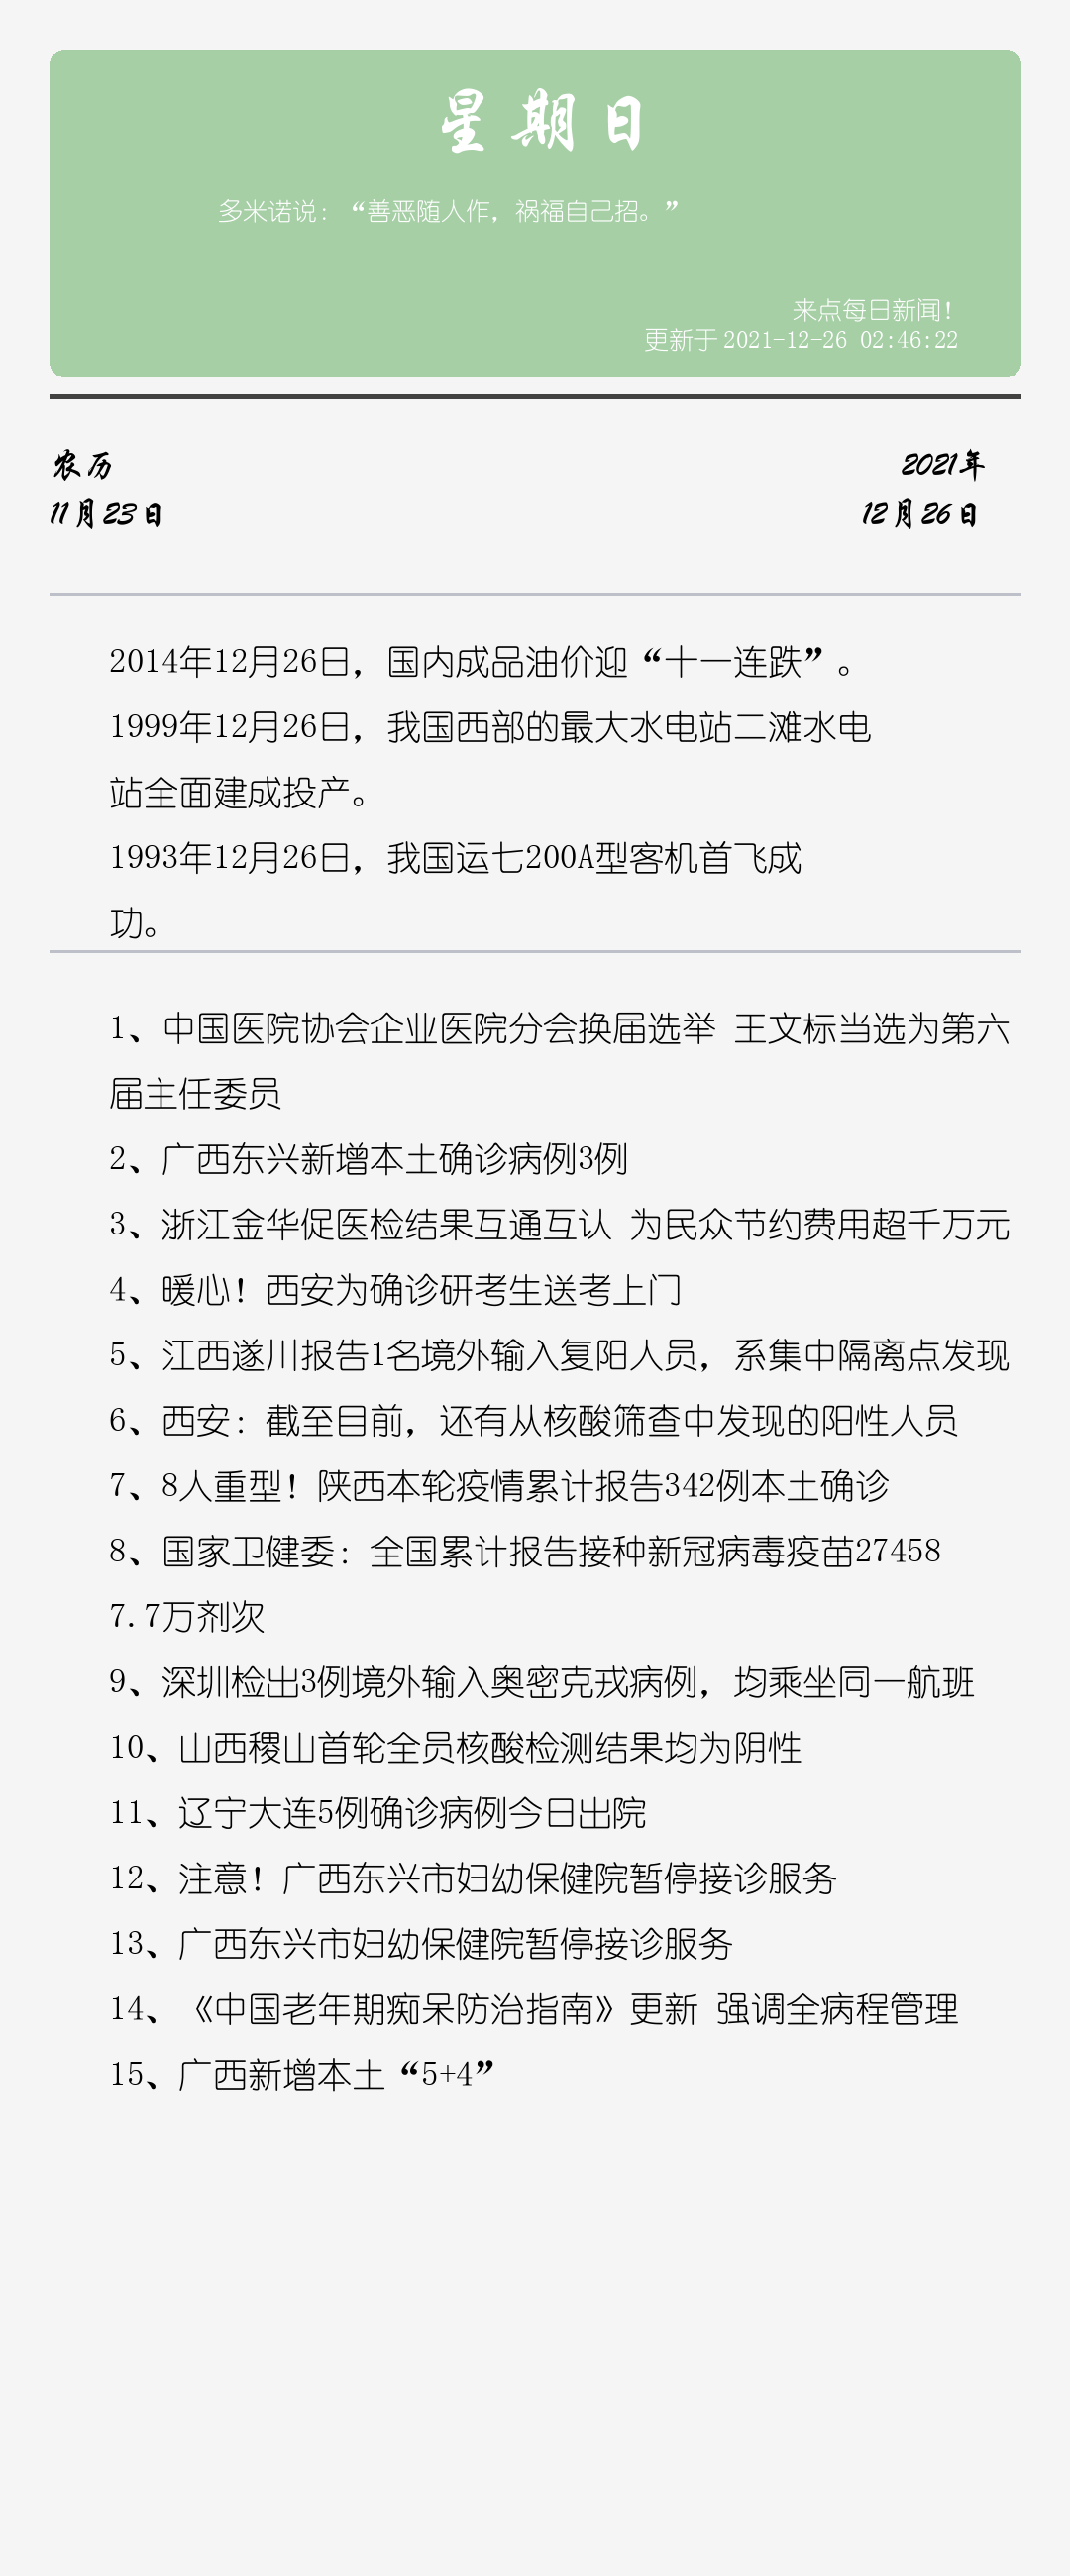 星期日
多米诺说：“善恶随人作，祸福自己招。”
来点每日新闻！
更新于2021-12-26 02:46:22
农历
2021年
11月23日
12月26日
2014年12月26日，国内成品油价迎“十一连跌”。
1999年12月26日，我国西部的最大水电站二滩水电
站全面建成投产。
1993年12月26日，我国运七200A型客机首飞成
功。
1、中国医院协会企业医院分会换届选举 王文标当选为第六
届主任委员
2、广西东兴新增本土确诊病例3例
3、浙江金华促医检结果互通互认 为民众节约费用超千万元
4、暖心！西安为确诊研考生送考上门
5、江西遂川报告1名境外输入复阳人员，系集中隔离点发现
6、西安：截至目前，还有从核酸筛查中发现的阳性人员
7、8人重型！陕西本轮疫情累计报告342例本土确诊
8、国家卫健委：全国累计报告接种新冠病毒疫苗27458
7.7万剂次
9、深圳检出3例境外输入奥密克戎病例，均乘坐同一航班
10、山西稷山首轮全员核酸检测结果均为阴性
11、辽宁大连5例确诊病例今日出院
12、注意！广西东兴市妇幼保健院暂停接诊服务
13、广西东兴市妇幼保健院暂停接诊服务
14、《中国老年期痴呆防治指南》更新 强调全病程管理
15、广西新增本土“5+4”